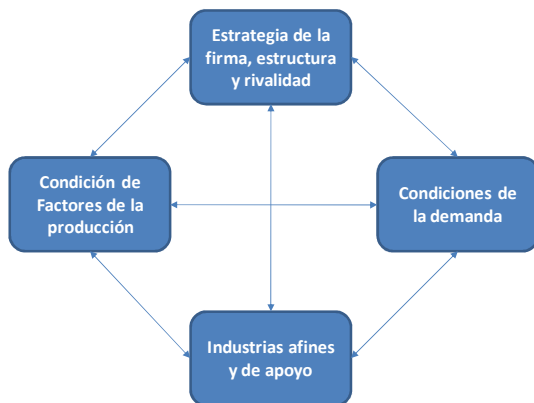 Estrategia de la
firma, estructura
y rivalidad
Condición de
Factores de la
producción
Condiciones de
la demanda
Industrias afines
y de apoyo